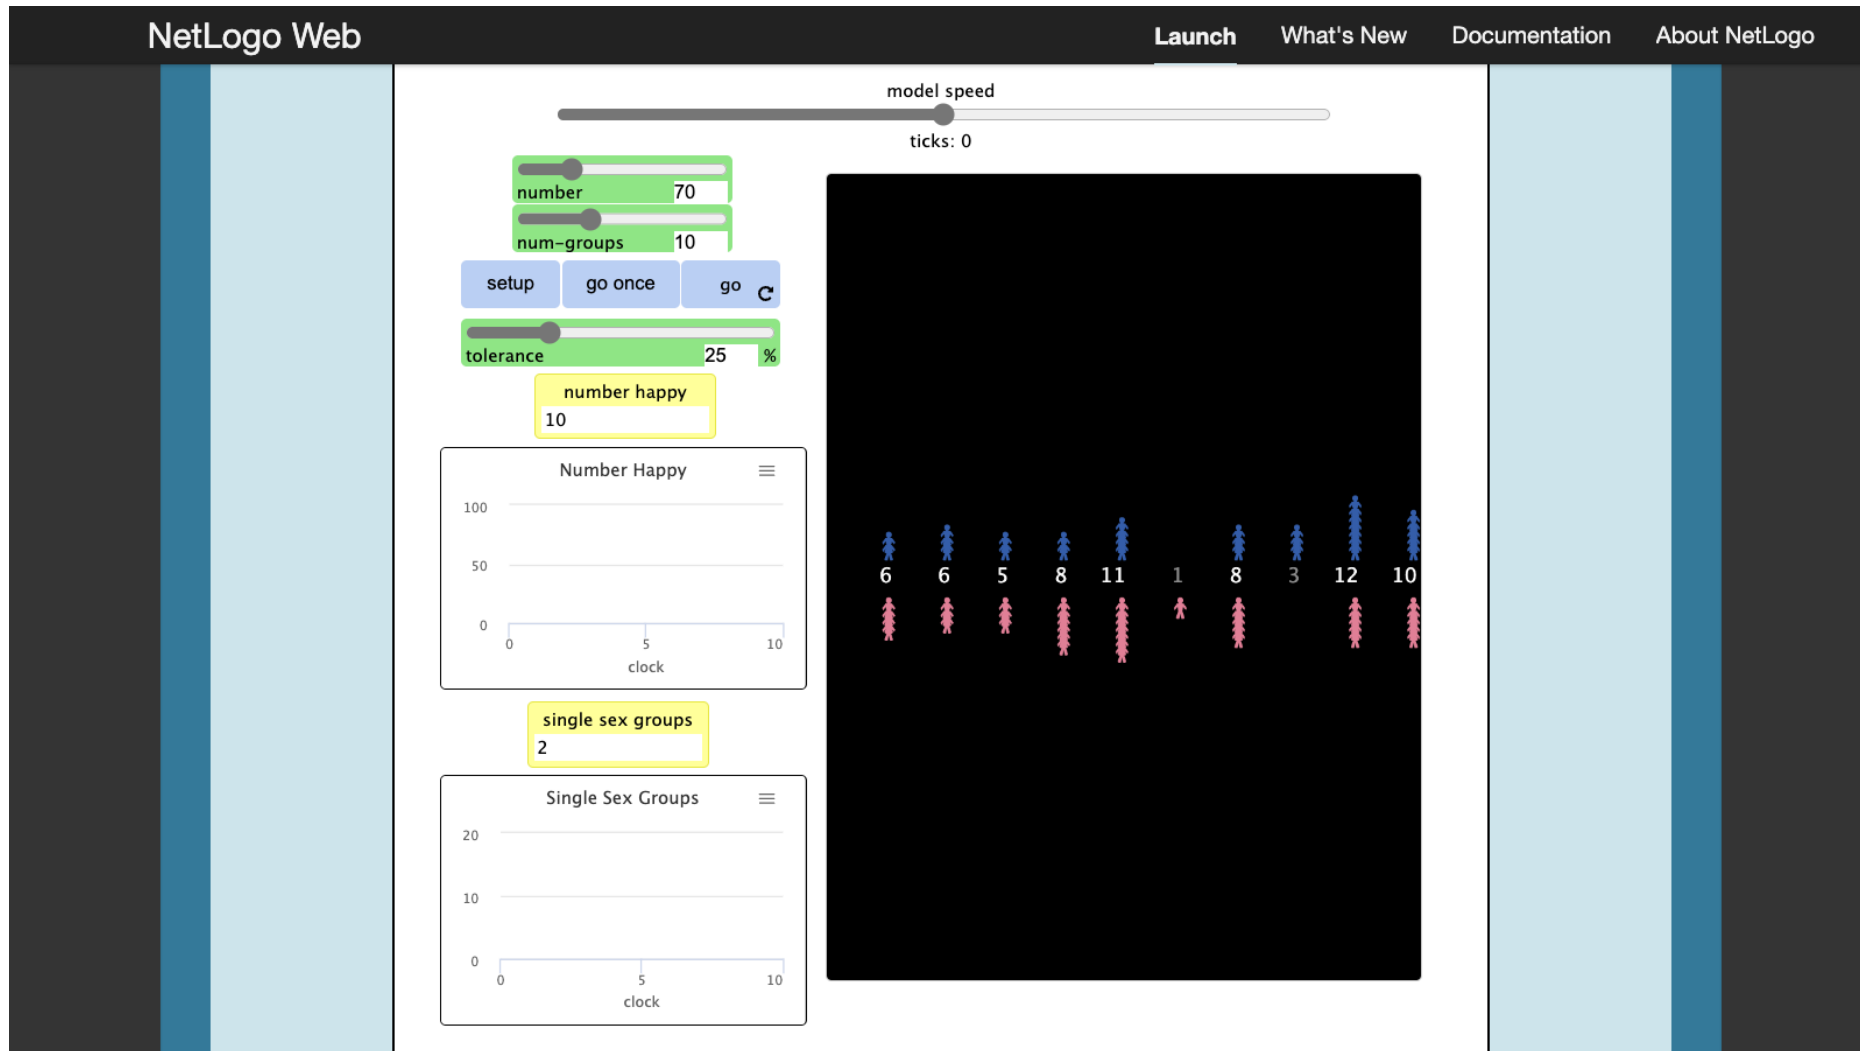 NetLogo Web
Launch What's New Documentation About NetLogo
model speed
ticks: 0
number 70
num-groups 10
setup go once go
tolerance 25 %
number happy
10
Number Happy
100
50
0
0 5 10
clock
single sex groups
2
Single Sex Groups
20
10
0
0 5 10
clock
6 6 5 8 11 1 8 3 12 10